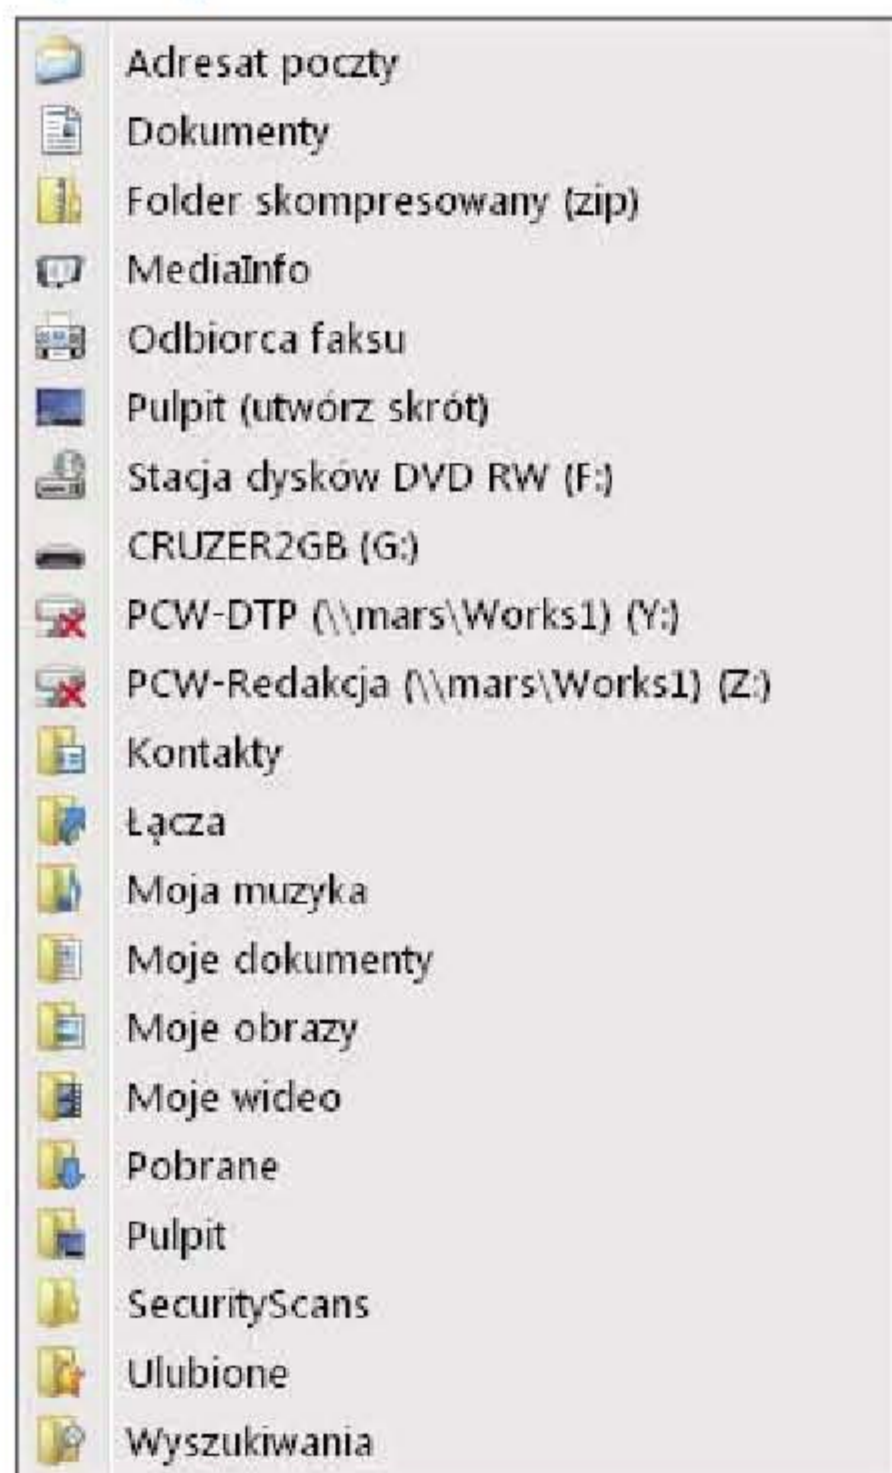 Adresat poczty
Dokumenty
Folder skompresowany (zip)
MediaInfo
Odbiorca faksu
Pulpit (utwórz skrót)
Stacja dysków DVD RW (F:)
CRUZER2GB (G:)
PCW-DTP (\\mars\Works1) (Y:)
PCW-Redakcja (\\mars\Works1) (Z:)
Kontakty
Łącza
Moja muzyka
Moje dokumenty
Moje obrazy
Moje wideo
Pobrane
Pulpit
SecurityScans
Ulubione
Wyszukiwania